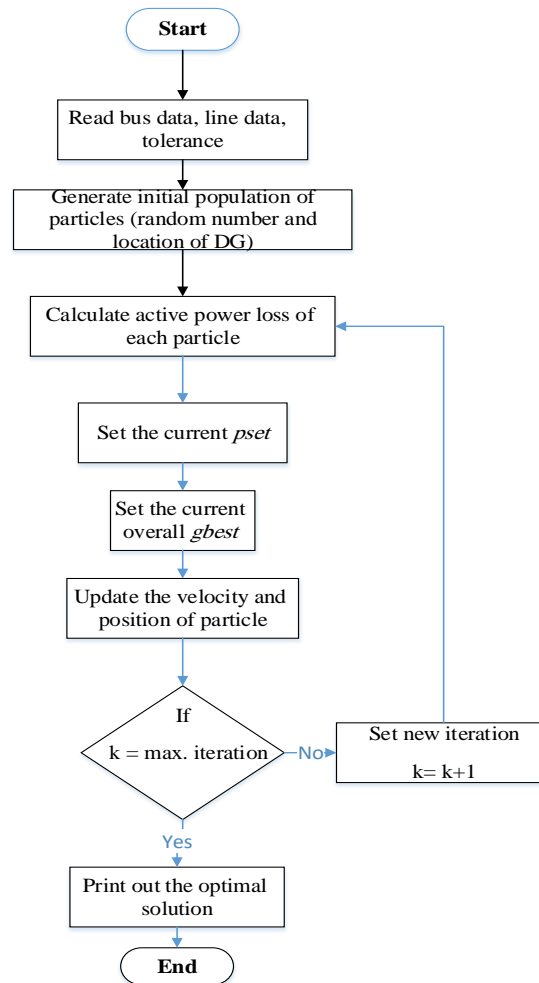 Start
Read bus data, line data,
tolerance
Generate initial population of
particles (random number and
location of DG)
Calculate active power loss of
each particle
Set the current pset
Set the current
overall gbest
Update the velocity and
position of particle
If
k = max. iteration
No
Set new iteration
k= k+1
Yes
Print out the optimal
solution
End